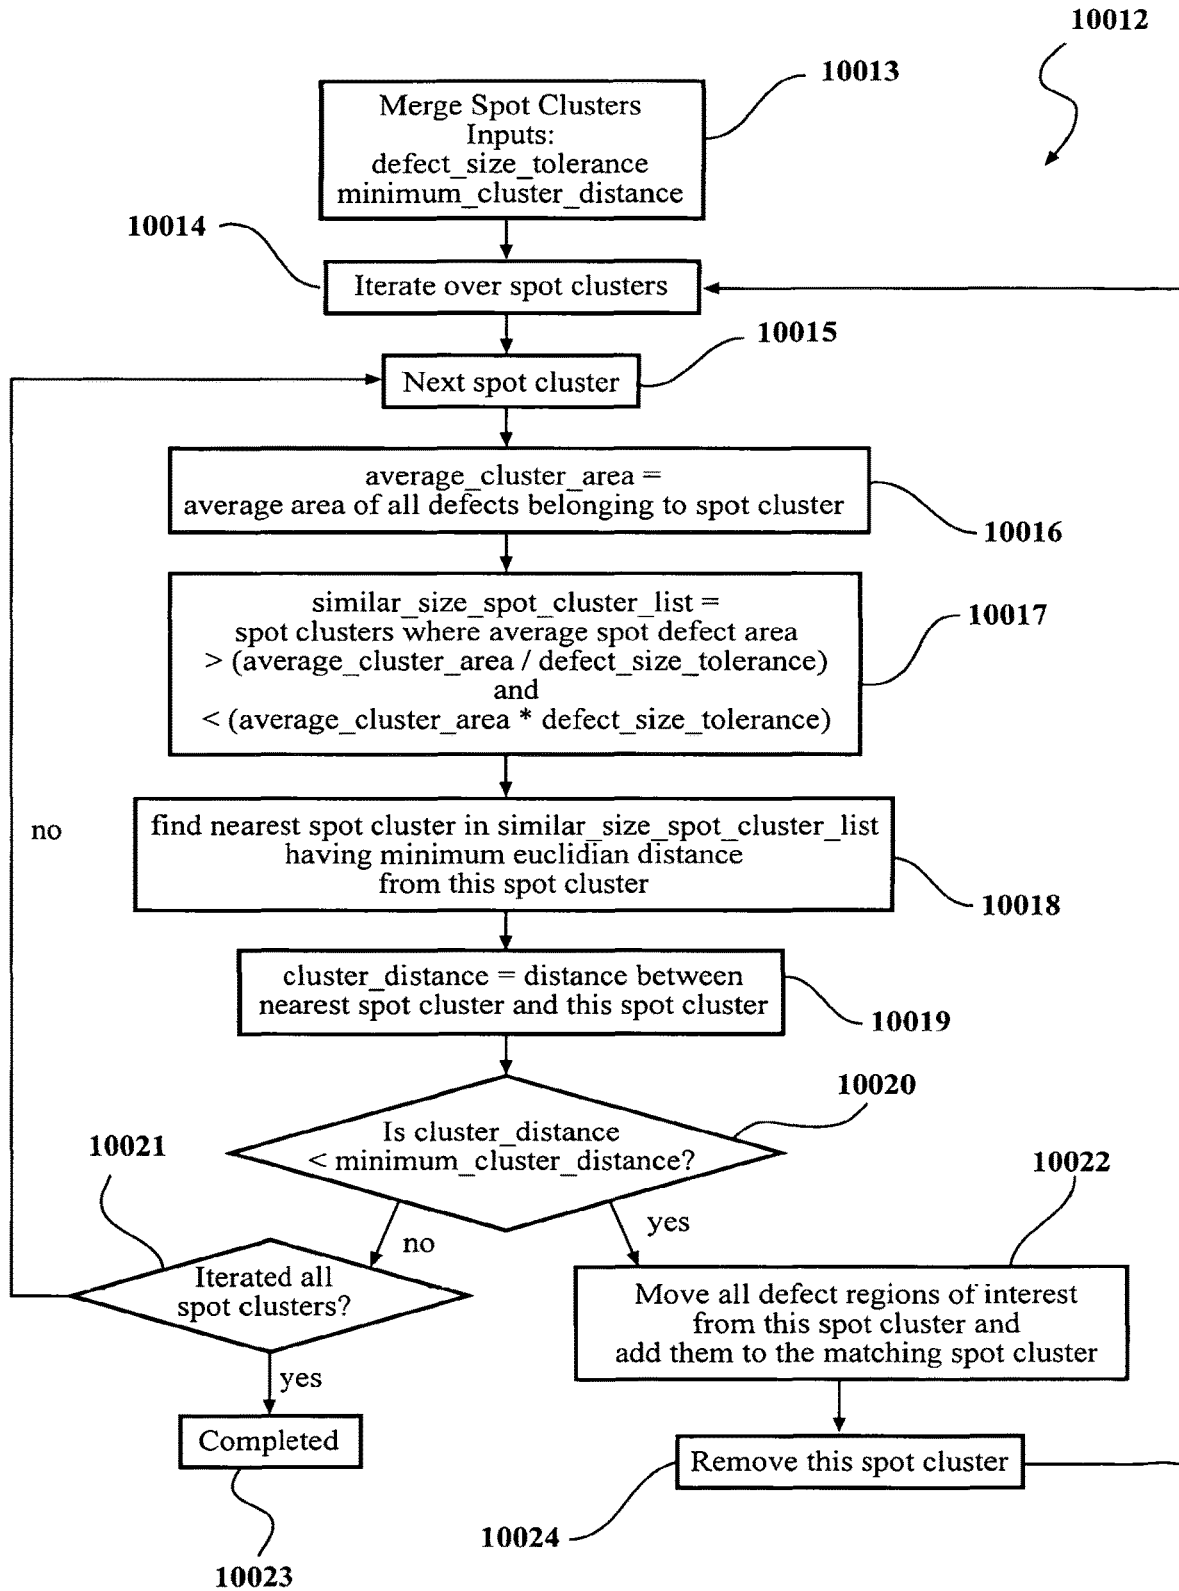 10012
10013
Merge Spot Clusters
Inputs:
defect_size_tolerance
minimum_cluster_distance
10014
Iterate over spot clusters
10015
Next spot cluster
average_cluster_area =
average area of all defects belonging to spot cluster
10016
similar_size_spot_cluster_list =
spot clusters where average spot defect area
> (average_cluster_area / defect_size_tolerance)
and
< (average_cluster_area * defect_size_tolerance)
10017
no
find nearest spot cluster in similar_size_spot_cluster_list
having minimum euclidian distance
from this spot cluster
10018
cluster_distance = distance between
nearest spot cluster and this spot cluster
10019
10020
Is cluster_distance
< minimum_cluster_distance?
10021
10022
yes
no
Iterated all
spot clusters?
Move all defect regions of interest
from this spot cluster and
add them to the matching spot cluster
yes
Completed
Remove this spot cluster
10024
10023